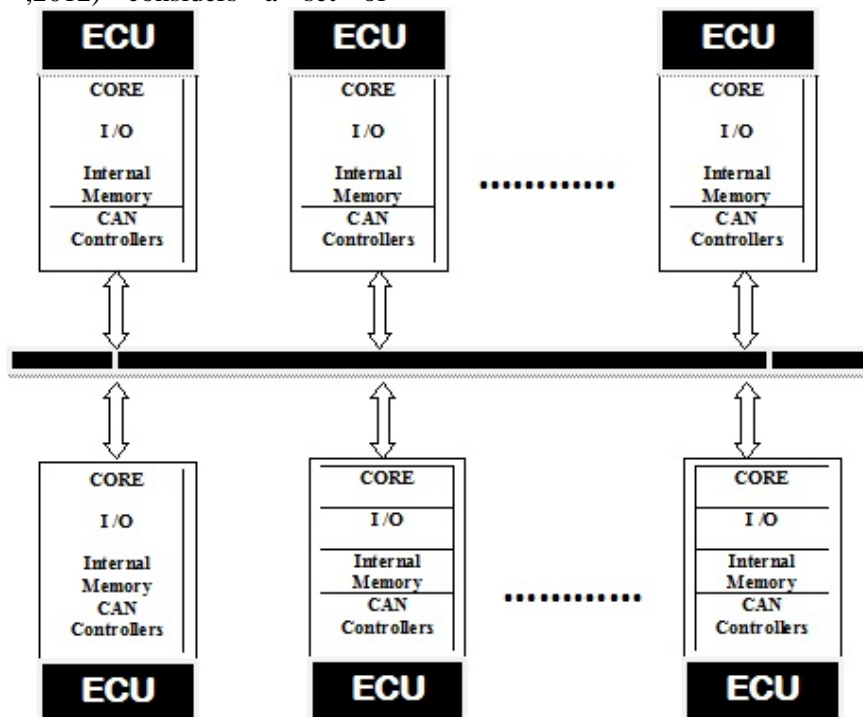 ,2012) considers a set of
ECU ECU ECU
CORE CORE CORE
I/O I/O I/O
Internal Internal Internal
Memory Memory Memory
CAN CAN CAN
Controllers Controllers Controllers
CORE CORE CORE
I/O I/O I/O
Internal Internal Internal
Memory Memory Memory
CAN CAN CAN
Controllers Controllers Controllers
ECU ECU ECU